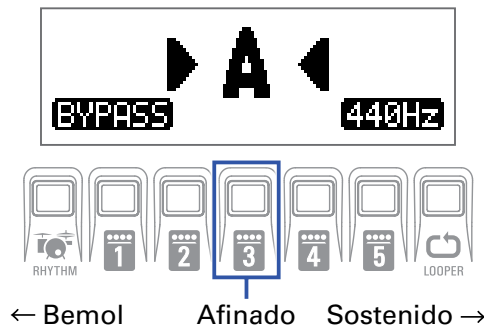 A
BYPASS 440Hz
1 2 3 4 5
RHYTHM LOOPER
← Bemol Afinado Sostenido →